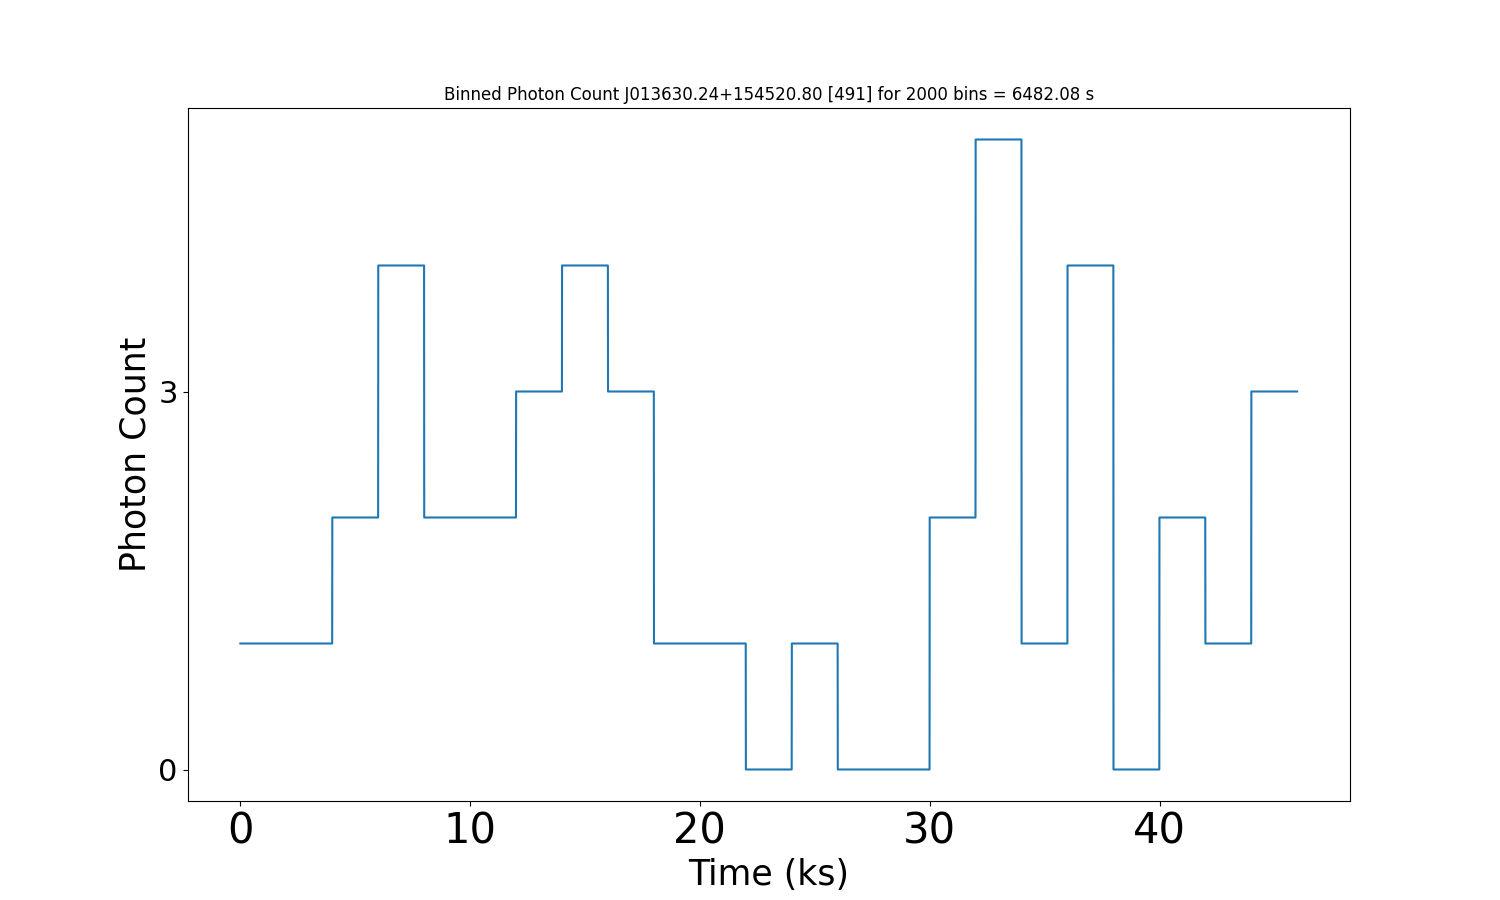 Binned Photon Count J013630.24+154520.80 [491] for 2000 bins = 6482.08 s
Photon Count
3
0
0 10 20 30 40
Time (ks)